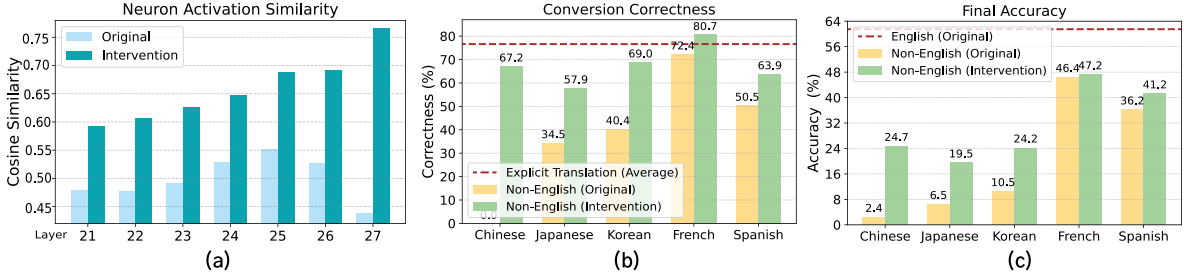 Neuron Activation Similarity
Cosine Similarity
0.75
0.70
0.65
0.60
0.55
0.50
0.45
Original
Intervention
Layer 21 22 23 24 25 26 27
(a)
Conversion Correctness
Correctness (%)
80
70
60
50
40
30
20
10
0
67.2
34.5
57.9
40.4
69.0
72.4
80.7
50.5
63.9
0.0
Explicit Translation (Average)
Non-English (Original)
Non-English (Intervention)
Chinese Japanese Korean French Spanish
(b)
Final Accuracy
Accuracy (%)
64
56
48
40
32
24
16
8
0
English (Original)
Non-English (Original)
Non-English (Intervention)
2.4
24.7
6.5
19.5
10.5
24.2
46.4
47.2
36.2
41.2
Chinese Japanese Korean French Spanish
(c)